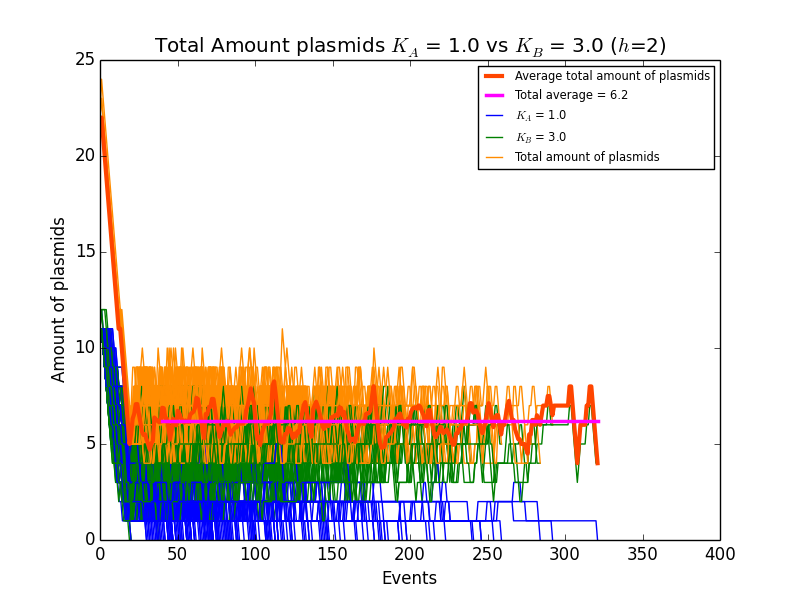 Total Amount plasmids K_A = 1.0 vs K_B = 3.0 (h=2)
Average total amount of plasmids
Total average = 6.2
K_A = 1.0
K_B = 3.0
Total amount of plasmids
Amount of plasmids
25
20
15
10
5
0
0 50 100 150 200 250 300 350 400
Events